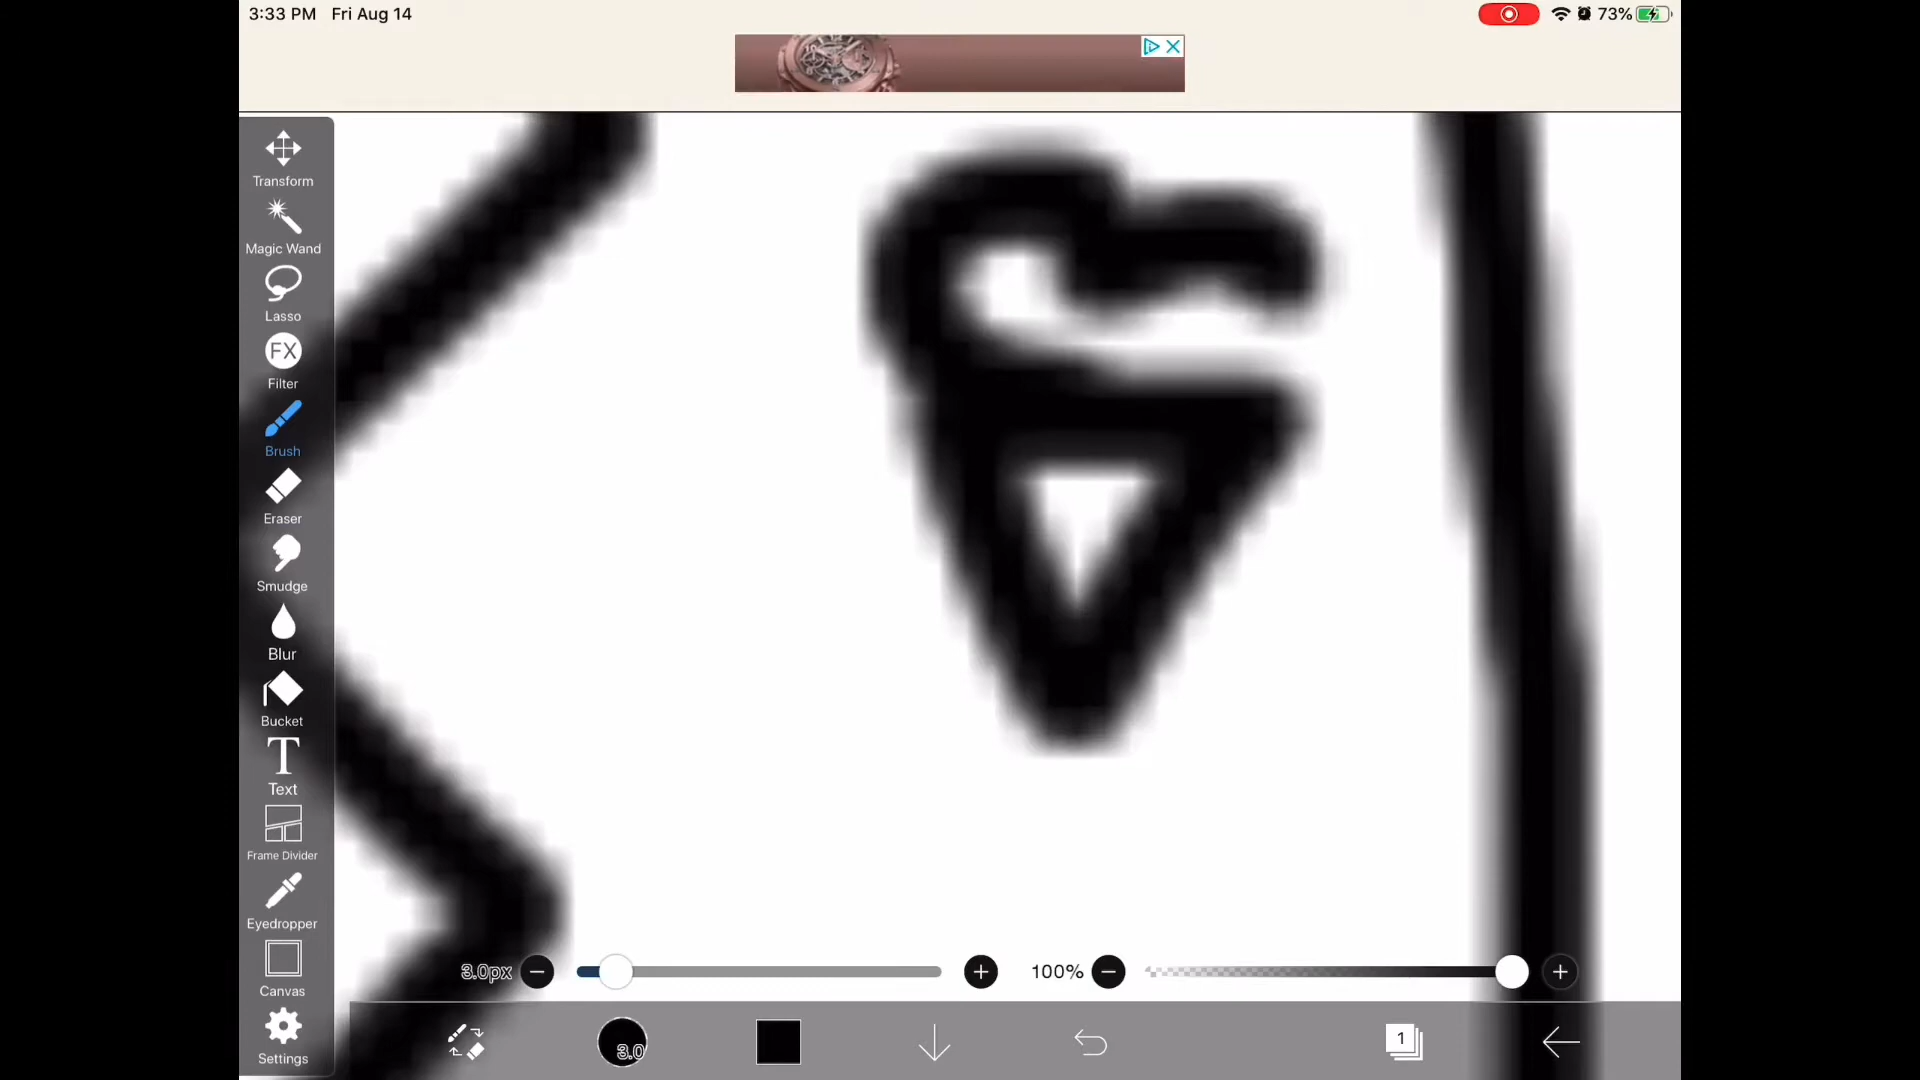 3:33 PM Fri Aug 14
73%
Transform
Magic Wand
Lasso
FX
Filter
Brush
Eraser
Smudge
Blur
Bucket
T
Text
Frame Divider
Eyedropper
Canvas
Settings
3.0px
100%
3.0
1